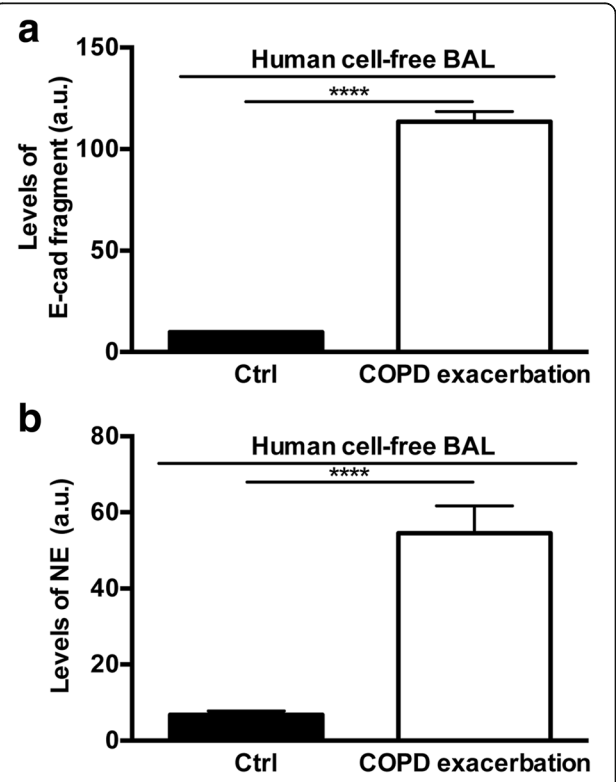 a
150
Human cell-free BAL
****
100
Levels of
E-cad fragment (a.u.)
50
0
Ctrl COPD exacerbation
b
80
Human cell-free BAL
****
60
Levels of NE (a.u.)
40
20
0
Ctrl COPD exacerbation